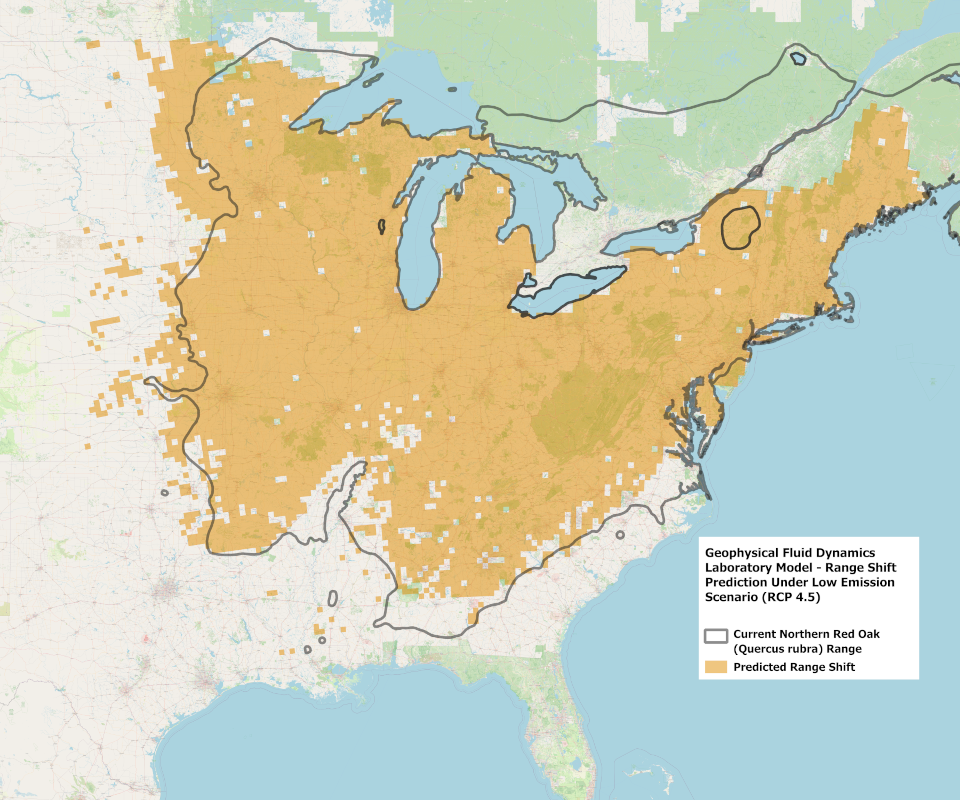 Geophysical Fluid Dynamics
Laboratory Model - Range Shift
Prediction Under Low Emission
Scenario (RCP 4.5)
Current Northern Red Oak
(Quercus rubra) Range
Predicted Range Shift